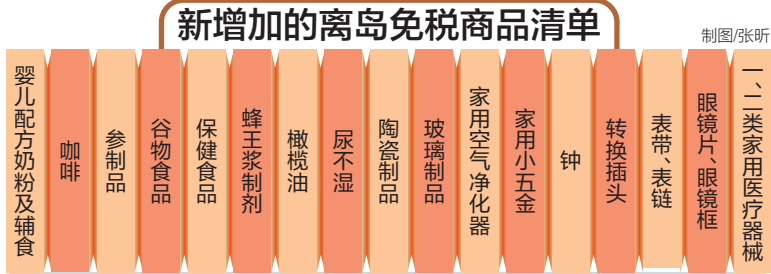 新增加的离岛免税商品清单
制图/张昕
婴儿配方奶粉及辅食
咖啡
参制品
谷物食品
保健食品
蜂王浆制剂
橄榄油
尿不湿
陶瓷制品
玻璃制品
家用空气净化器
家用小五金
钟
转换插头
表带、表链
眼镜片、眼镜框
一、二类家用医疗器械